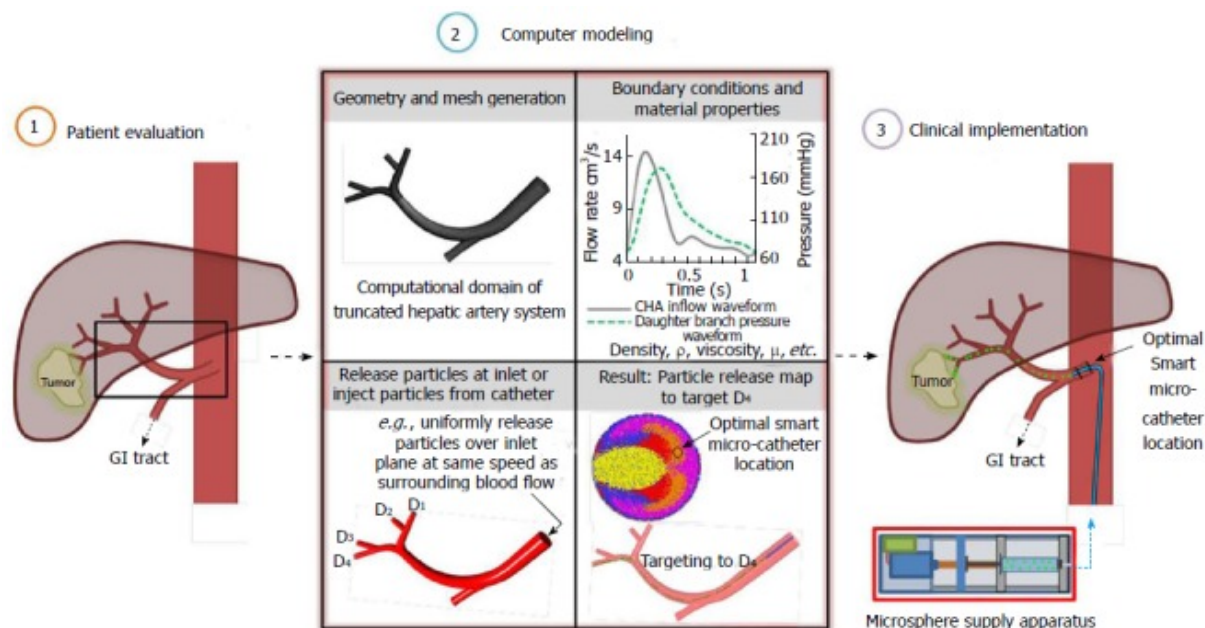 2 Computer modeling
1 Patient evaluation
Tumor
GI tract
Geometry and mesh generation
Computational domain of
truncated hepatic artery system
Boundary conditions and
material properties
Flow rate cm³/s
14
9
4
Pressure (mmHg)
210
160
110
60
0
0.5
1
Time (s)
CHA inflow waveform
Daughter branch pressure
waveform
Density, ρ, viscosity, μ, etc.
Release particles at inlet or
inject particles from catheter
e.g., uniformly release
particles over inlet
plane at same speed as
surrounding blood flow
D₁
D₂
D₃
D₄
Result: Particle release map
to target D₄
Optimal smart
micro-catheter
location
Targeting to D₄
3 Clinical implementation
Tumor
GI tract
Optimal
Smart
micro-
catheter
location
Microsphere supply apparatus